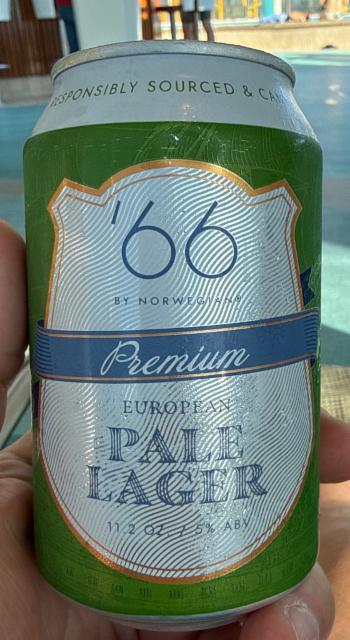 RESPONSIBLY SOURCED & CA
'66
BY NORWEGIAN®
Premium
EUROPEAN
PALE
LAGER
11.2 OZ. / 5% ABV